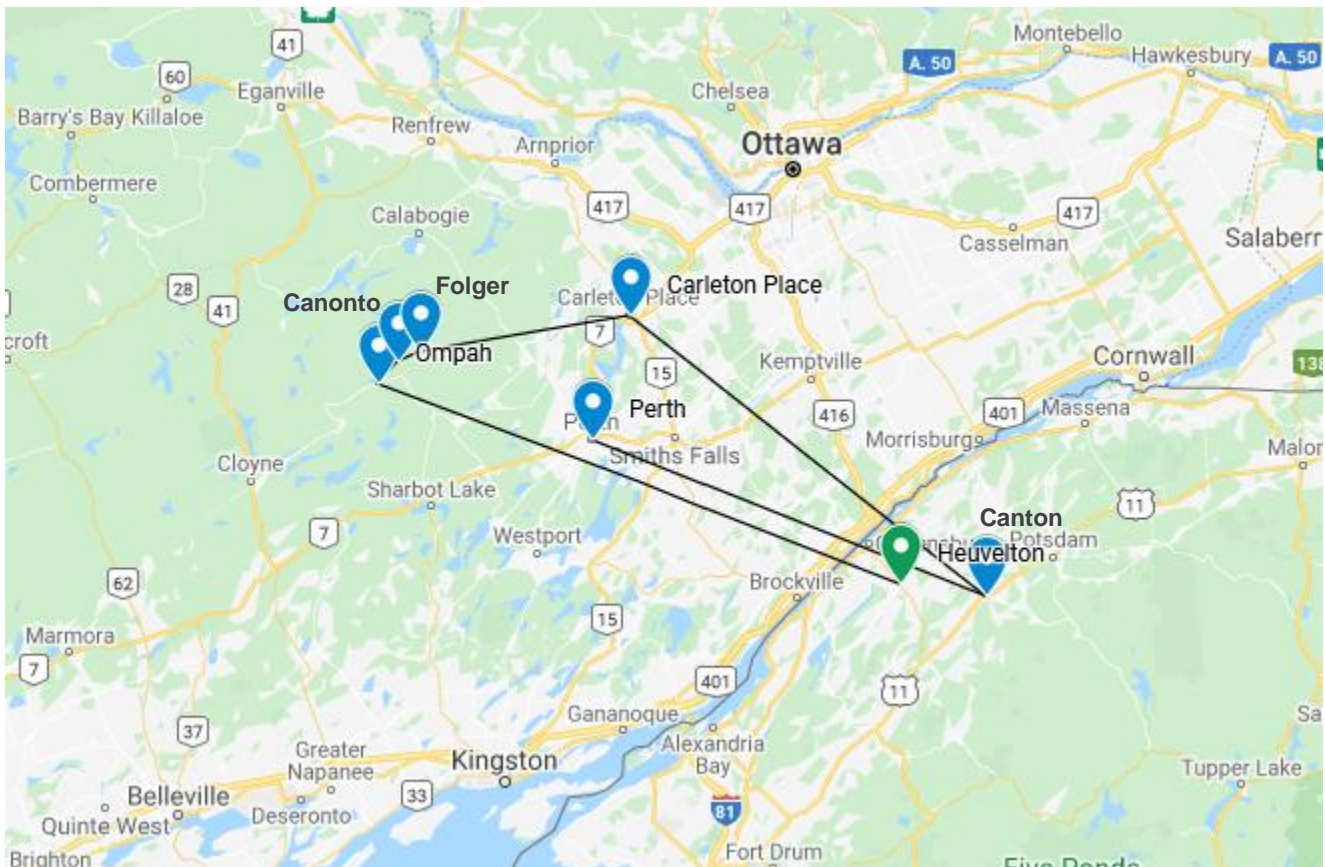 41
Montebello
A. 50
Hawkesbury
A. 50
60
Eganville
Chelsea
Barry's Bay Killaloe
Renfrew
Arnprior
Ottawa
Combermere
417
417
417
Calabogie
Casselman
Salaberr
28
41
Canonto
Folger
Carleton Place
Carleton Place
7
croft
Ompah
Kemptville
Cornwall
138
15
401
Massena
Perth
416
Smiths Falls
Morrisburg
Malon
Cloyne
Sharbot Lake
11
7
Westport
Canton
Potsdam
Heuvelton
Brockville
62
15
Marmora
7
401
11
Gananoque
37
Alexandria
Bay
Greater
Napanee
Kingston
33
Belleville
Deseronto
Quinte West
81
Tupper Lake
Brighton
Fort Drum
Five Ponds